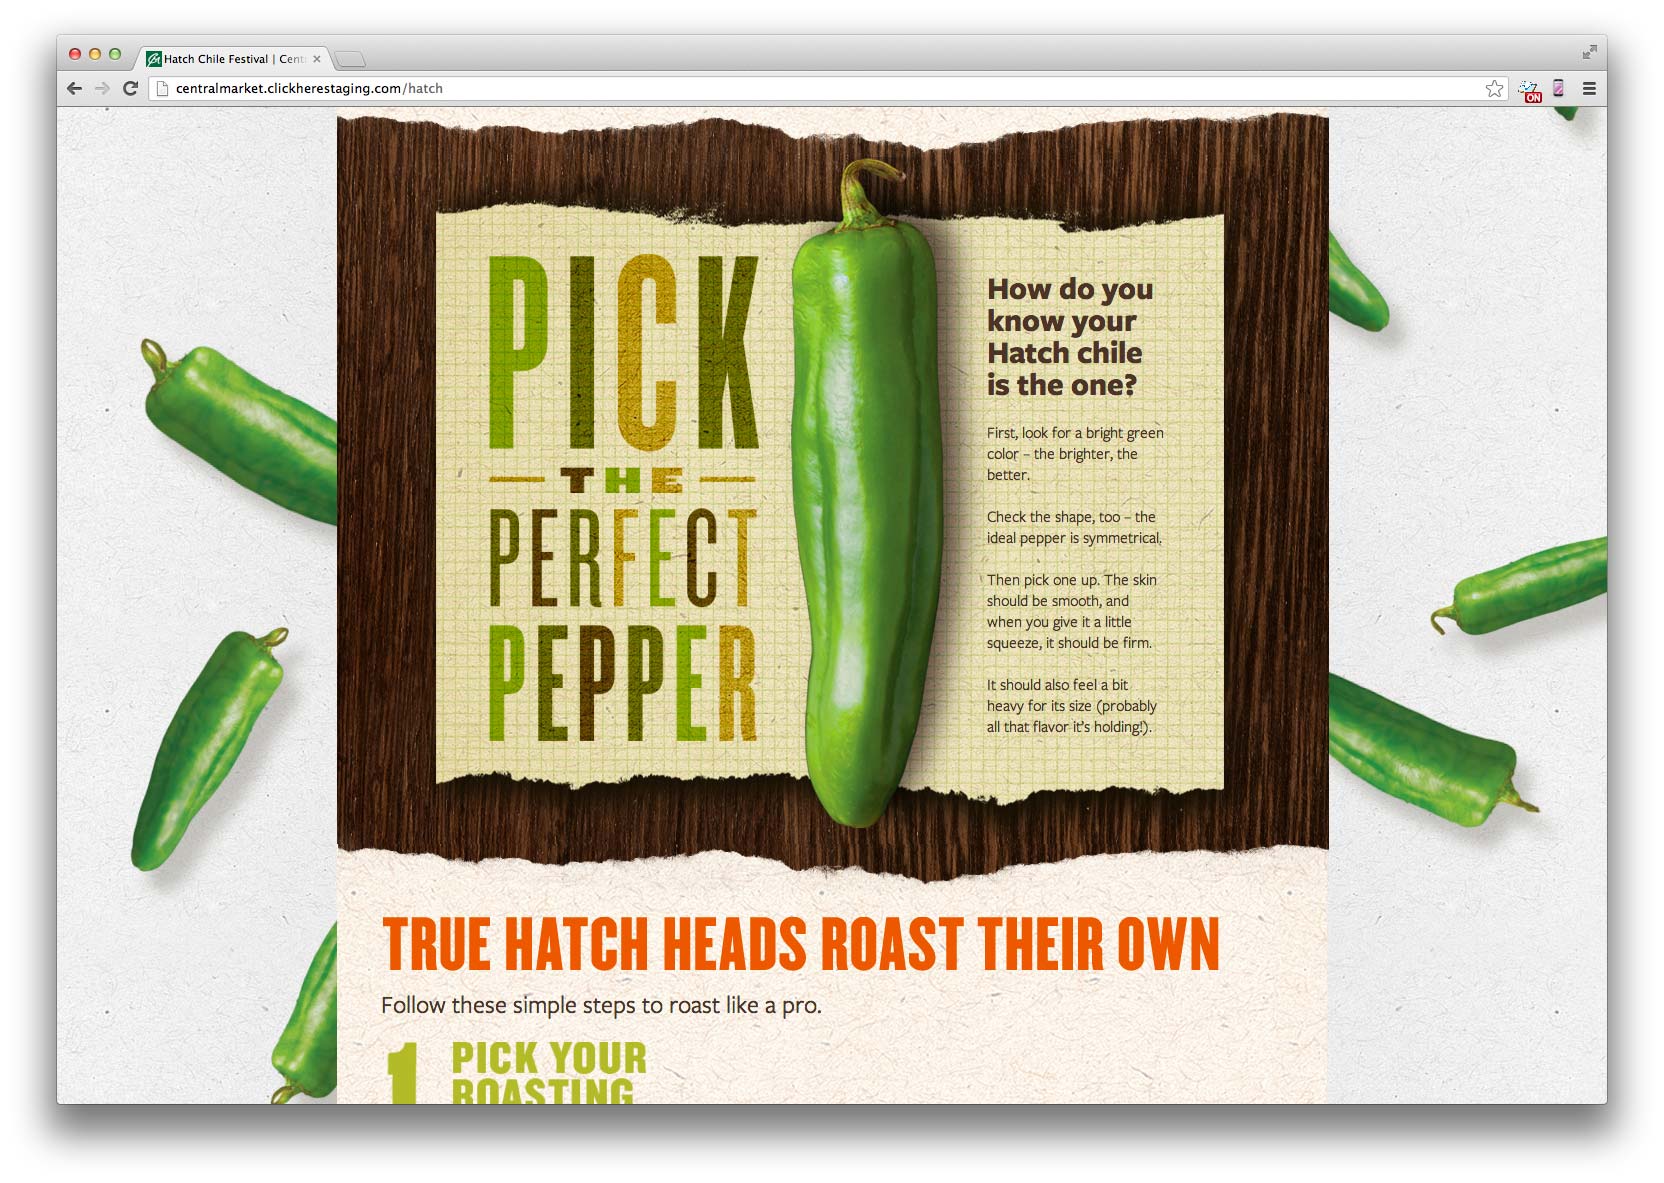 Hatch Chile Festival | Cent
centralmarket.clickherestaging.com/hatch
ON
PICK
THE
PERFECT
PEPPER
How do you
know your
Hatch chile
is the one?
First, look for a bright green
color – the brighter, the
better.
Check the shape, too – the
ideal pepper is symmetrical.
Then pick one up. The skin
should be smooth, and
when you give it a little
squeeze, it should be firm.
It should also feel a bit
heavy for its size (probably
all that flavor it's holding!).
TRUE HATCH HEADS ROAST THEIR OWN
Follow these simple steps to roast like a pro.
1 PICK YOUR
ROASTING